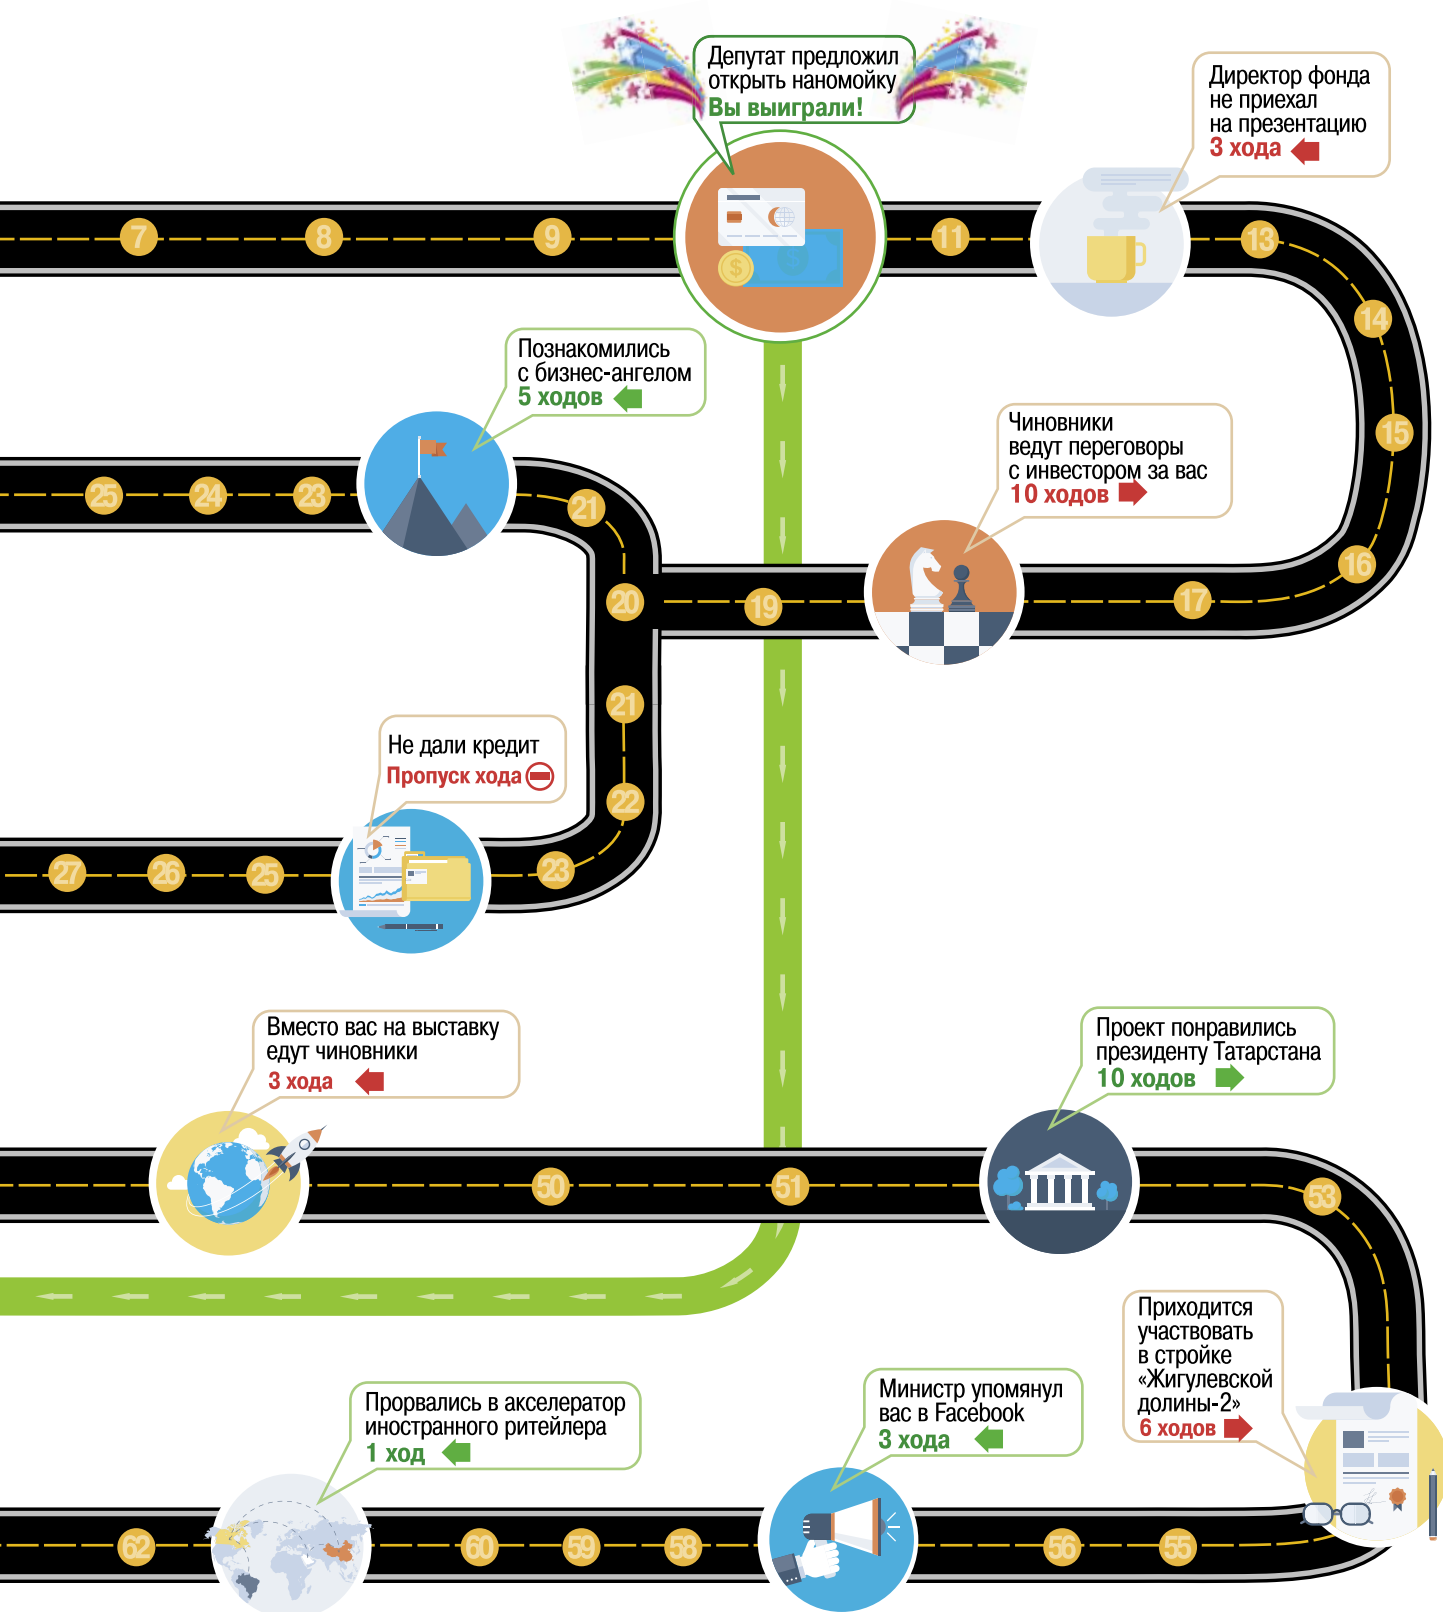 Депутат предложил
открыть наномойку
Вы выиграли!
Директор фонда
не приехал
на презентацию
3 хода
7
8
9
11
13
14
15
16
17
Познакомились
с бизнес-ангелом
5 ходов
Чиновники
ведут переговоры
с инвестором за вас
10 ходов
25
24
23
21
20
19
21
22
23
Не дали кредит
Пропуск хода
27
26
25
Вместо вас на выставку
едут чиновники
3 хода
Проект понравились
президенту Татарстана
10 ходов
50
51
53
Приходится
участвовать
в стройке
«Жигулевской
долины-2»
6 ходов
Прорвались в акселератор
иностранного ритейлера
1 ход
Министр упомянул
вас в Facebook
3 хода
62
60
59
58
56
55